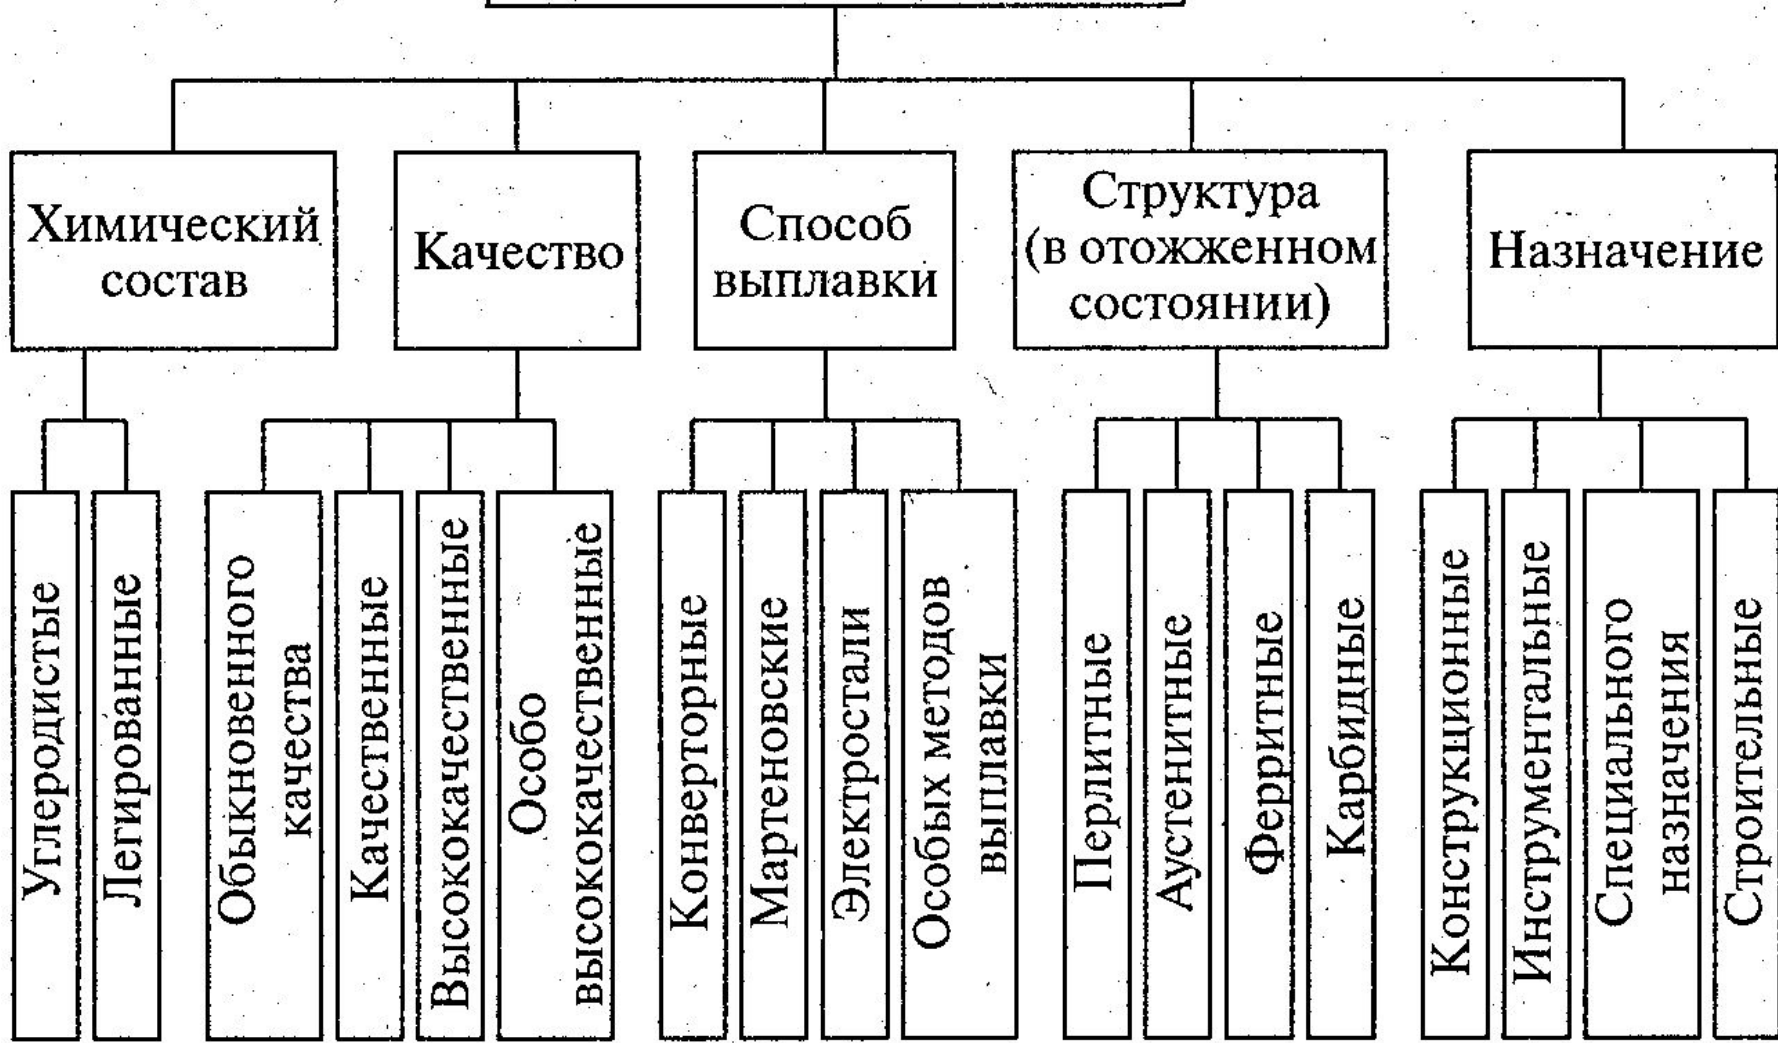 Химический
состав
Качество
Способ
выплавки
Структура
(в отожженном
состоянии)
Назначение
Углеродистые
Легированные
Обыкновенного
качества
Качественные
Высококачественные
Особо
высококачественные
Конверторные
Мартеновские
Электростали
Особых методов
выплавки
Перлитные
Аустенитные
Ферритные
Карбидные
Конструкционные
Инструментальные
Специального
назначения
Строительные